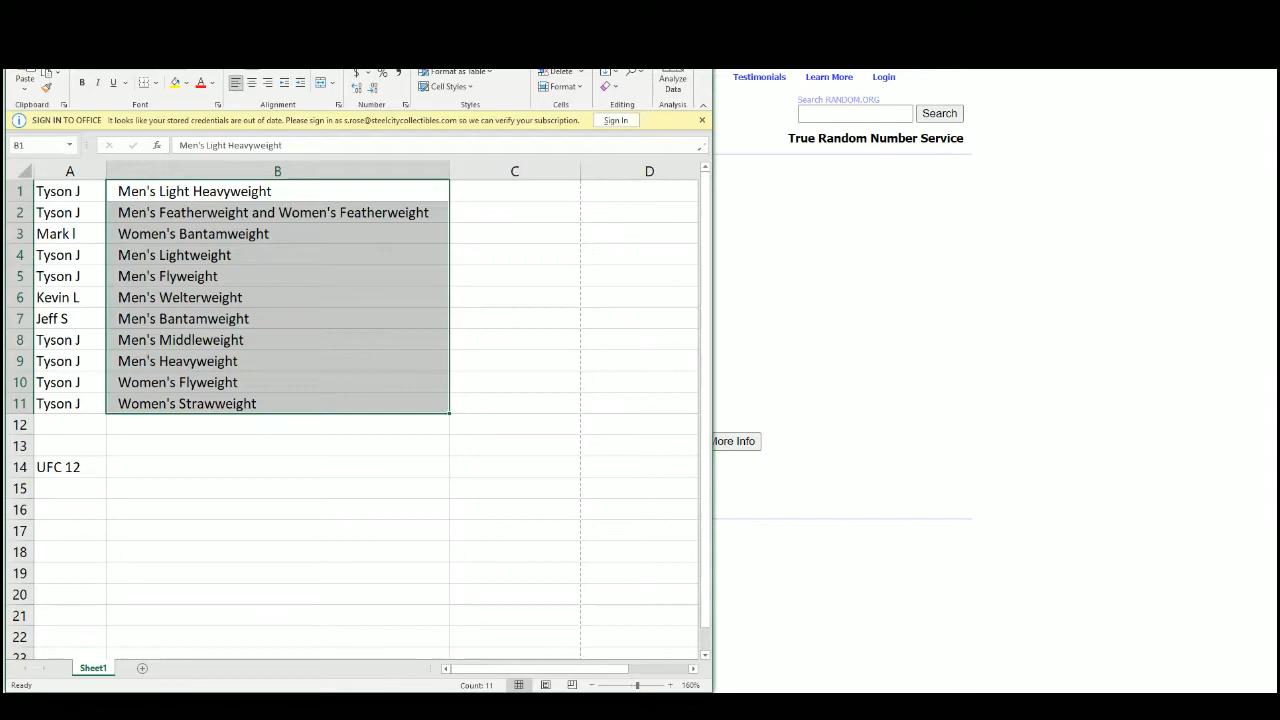 Paste
B I U
$ % 9
Format as Table
Cell Styles
Delete
Format
Analyze
Data
Clipboard Font Alignment Number Styles Cells Editing Analysis
SIGN IN TO OFFICE It looks like your stored credentials are out of date. Please sign in as s.rose@steelcitycollectibles.com so we can verify your subscription. Sign In
B1 fx Men's Light Heavyweight
A B C D
1 Tyson J Men's Light Heavyweight
2 Tyson J Men's Featherweight and Women's Featherweight
3 Mark I Women's Bantamweight
4 Tyson J Men's Lightweight
5 Tyson J Men's Flyweight
6 Kevin L Men's Welterweight
7 Jeff S Men's Bantamweight
8 Tyson J Men's Middleweight
9 Tyson J Men's Heavyweight
10 Tyson J Women's Flyweight
11 Tyson J Women's Strawweight
12
13
14 UFC 12
15
16
17
18
19
20
21
22
23
Sheet1
Ready Count: 11 160%
Testimonials Learn More Login
Search RANDOM.ORG
Search
True Random Number Service
More Info